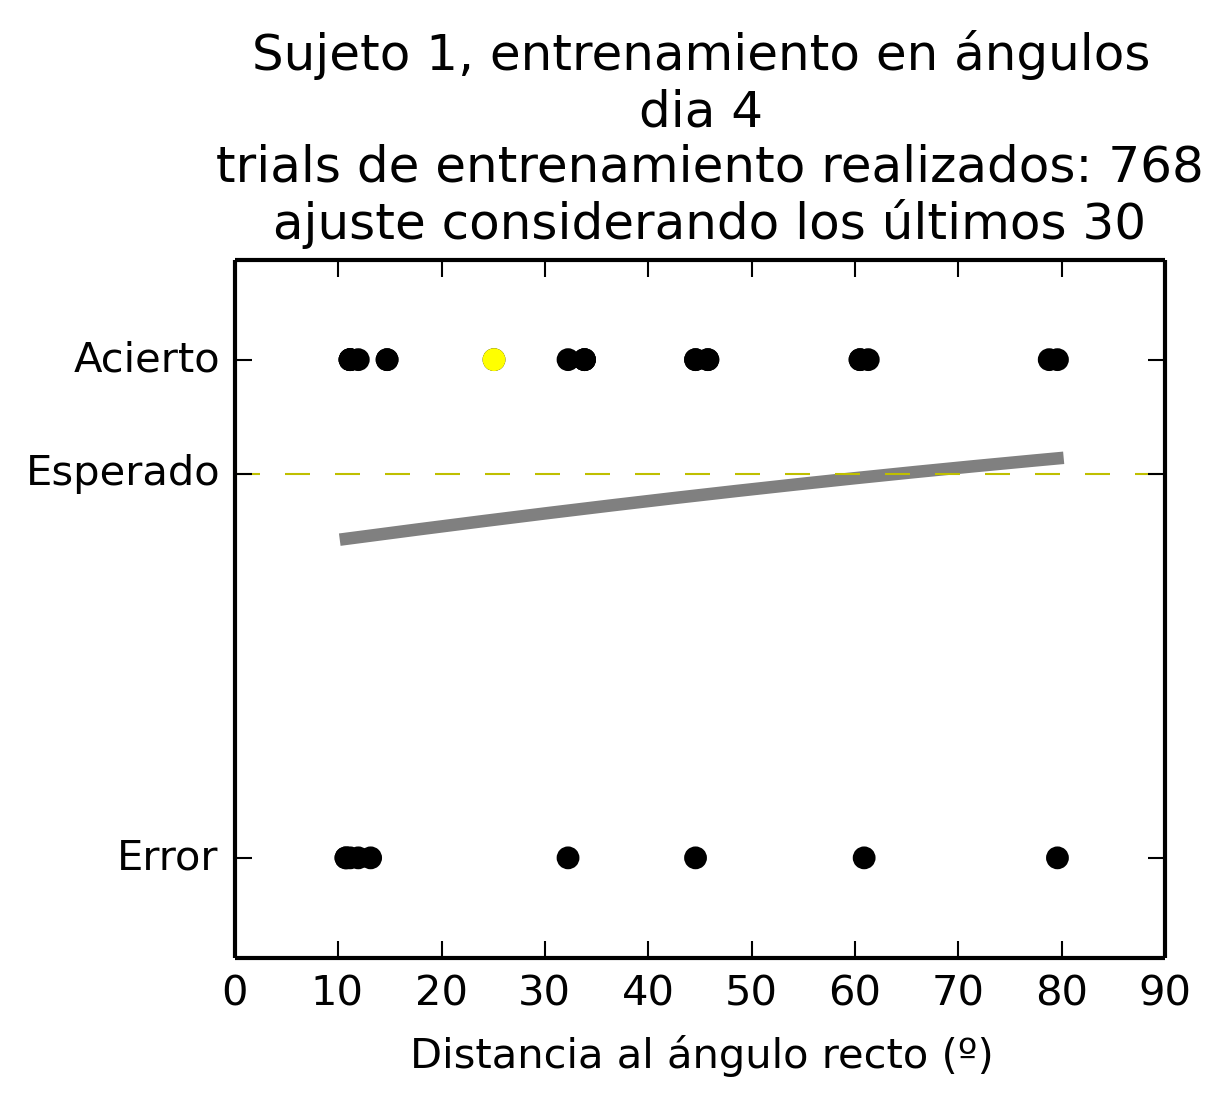 Sujeto 1, entrenamiento en ángulos
dia 4
trials de entrenamiento realizados: 768
ajuste considerando los últimos 30
Acierto
Esperado
Error
0 10 20 30 40 50 60 70 80 90
Distancia al ángulo recto (º)